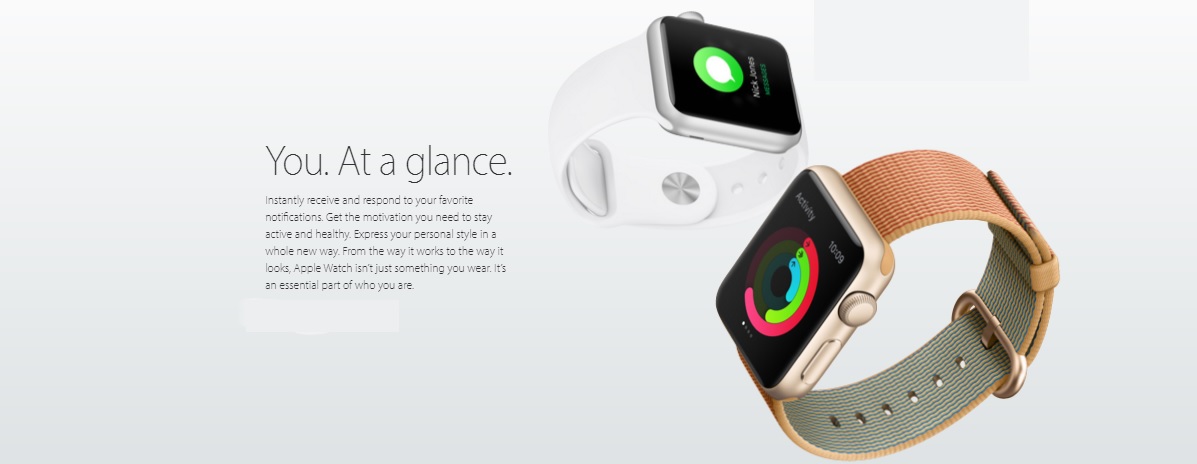 You. At a glance.
Instantly receive and respond to your favorite
notifications. Get the motivation you need to stay
active and healthy. Express your personal style in a
whole new way. From the way it works to the way it
looks, Apple Watch isn't just something you wear. It's
an essential part of who you are.
Nick Jones
MESSAGES
Activity
10:09